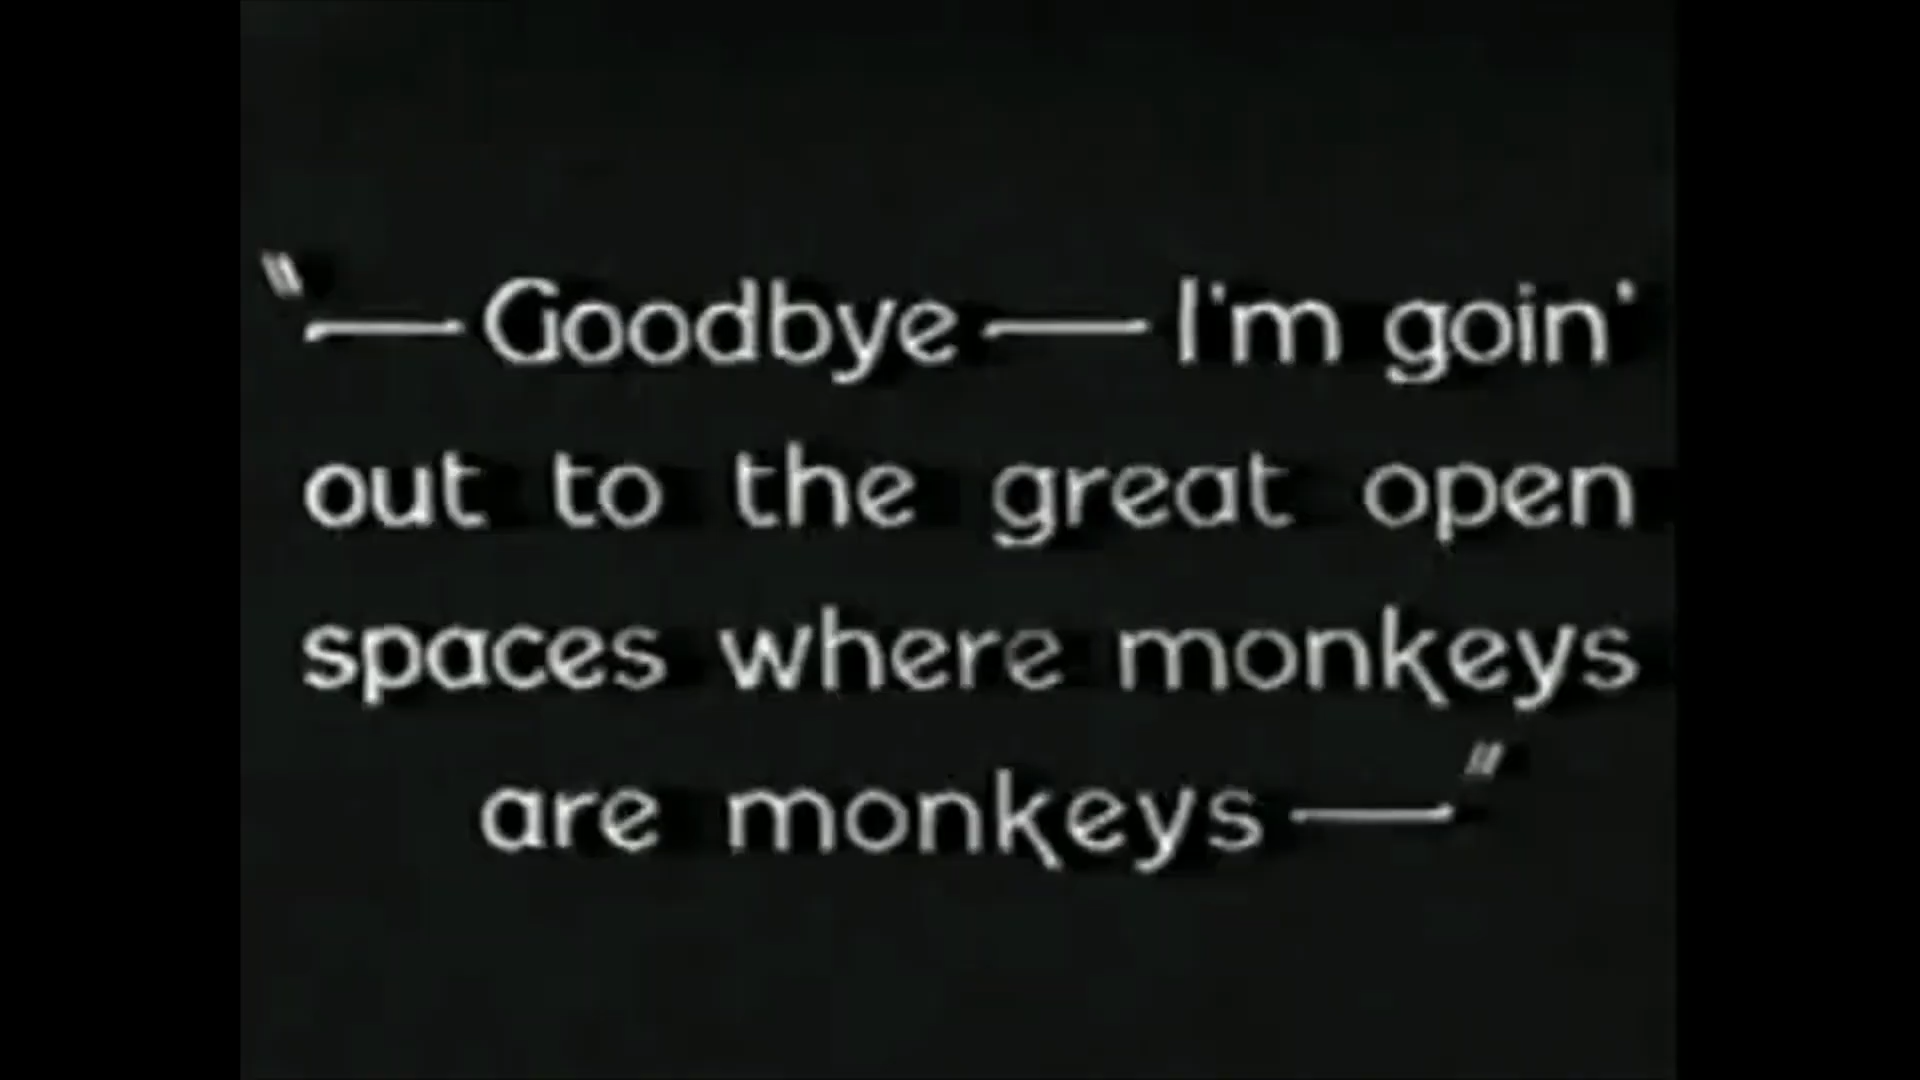 "—Goodbye—I'm goin'
out to the great open
spaces where monkeys
are monkeys—"